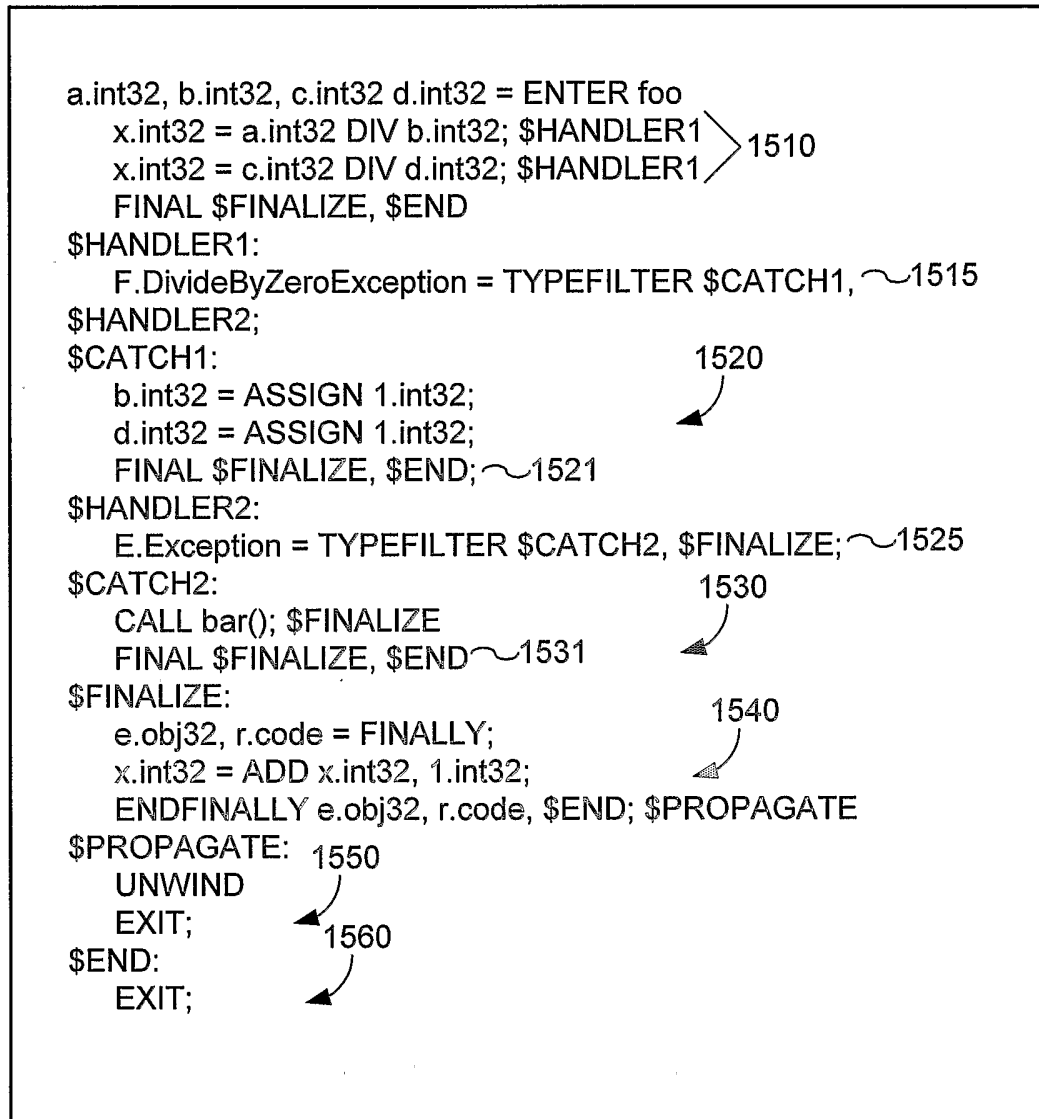 a.int32, b.int32, c.int32 d.int32 = ENTER foo
x.int32 = a.int32 DIV b.int32; $HANDLER1
1510
x.int32 = c.int32 DIV d.int32; $HANDLER1
FINAL $FINALIZE, $END
$HANDLER1:
F.DivideByZeroException = TYPEFILTER $CATCH1, 1515
$HANDLER2;
$CATCH1: 1520
b.int32 = ASSIGN 1.int32;
d.int32 = ASSIGN 1.int32;
FINAL $FINALIZE, $END; 1521
$HANDLER2:
E.Exception = TYPEFILTER $CATCH2, $FINALIZE; 1525
$CATCH2: 1530
CALL bar(); $FINALIZE
FINAL $FINALIZE, $END 1531
$FINALIZE: 1540
e.obj32, r.code = FINALLY;
x.int32 = ADD x.int32, 1.int32;
ENDFINALLY e.obj32, r.code, $END; $PROPAGATE
$PROPAGATE: 1550
UNWIND
EXIT; 1560
$END:
EXIT;